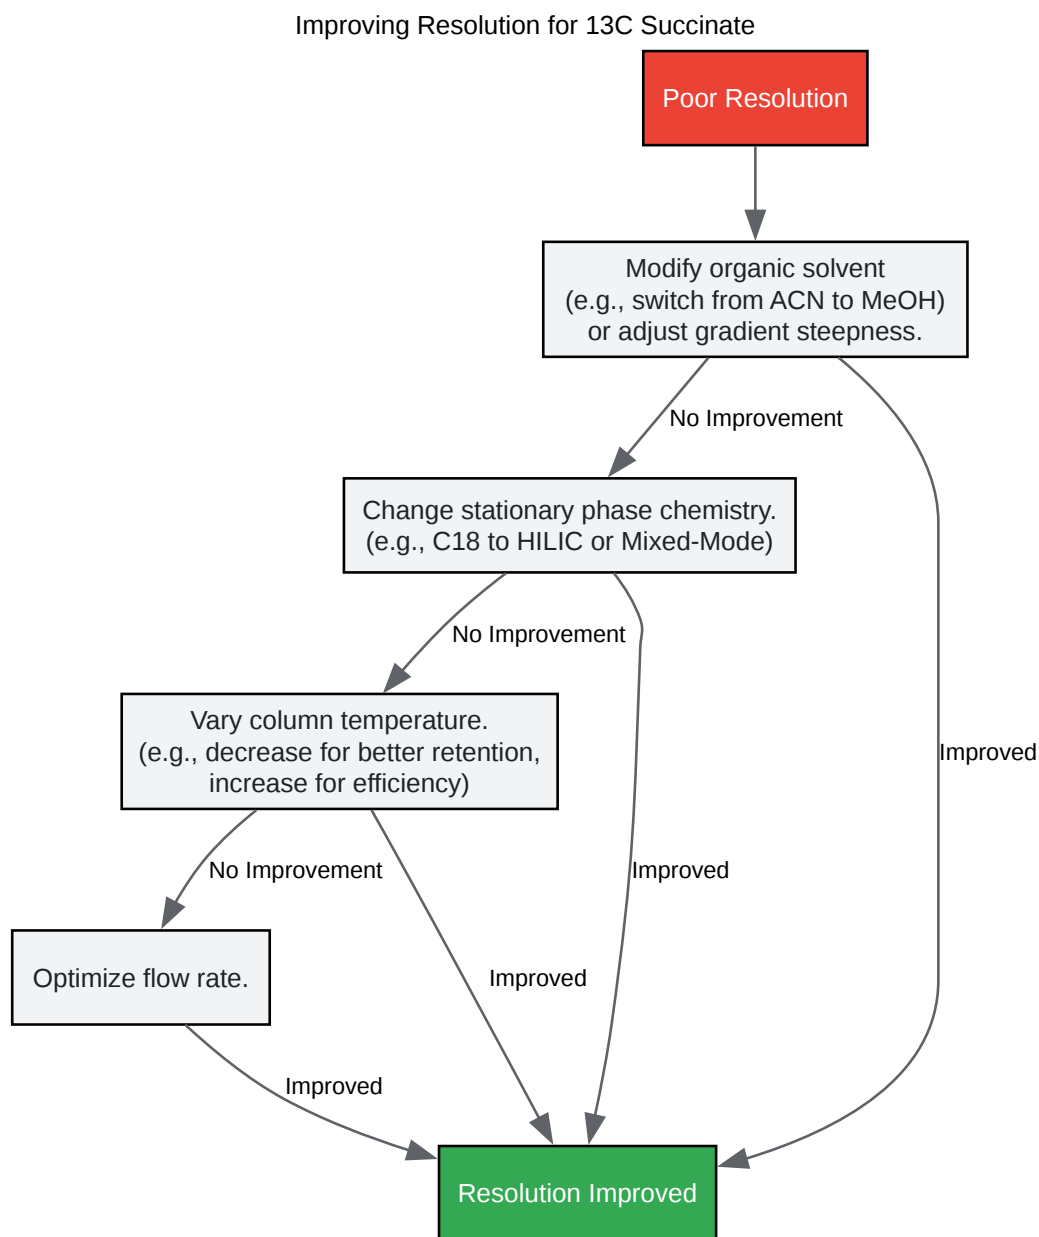 Improving Resolution for 13C Succinate
Poor Resolution
Modify organic solvent
(e.g., switch from ACN to MeOH)
or adjust gradient steepness.
No Improvement
Change stationary phase chemistry.
(e.g., C18 to HILIC or Mixed-Mode)
No Improvement
Vary column temperature.
(e.g., decrease for better retention,
increase for efficiency)
Improved
No Improvement
Improved
Optimize flow rate.
Improved
Improved
Resolution Improved